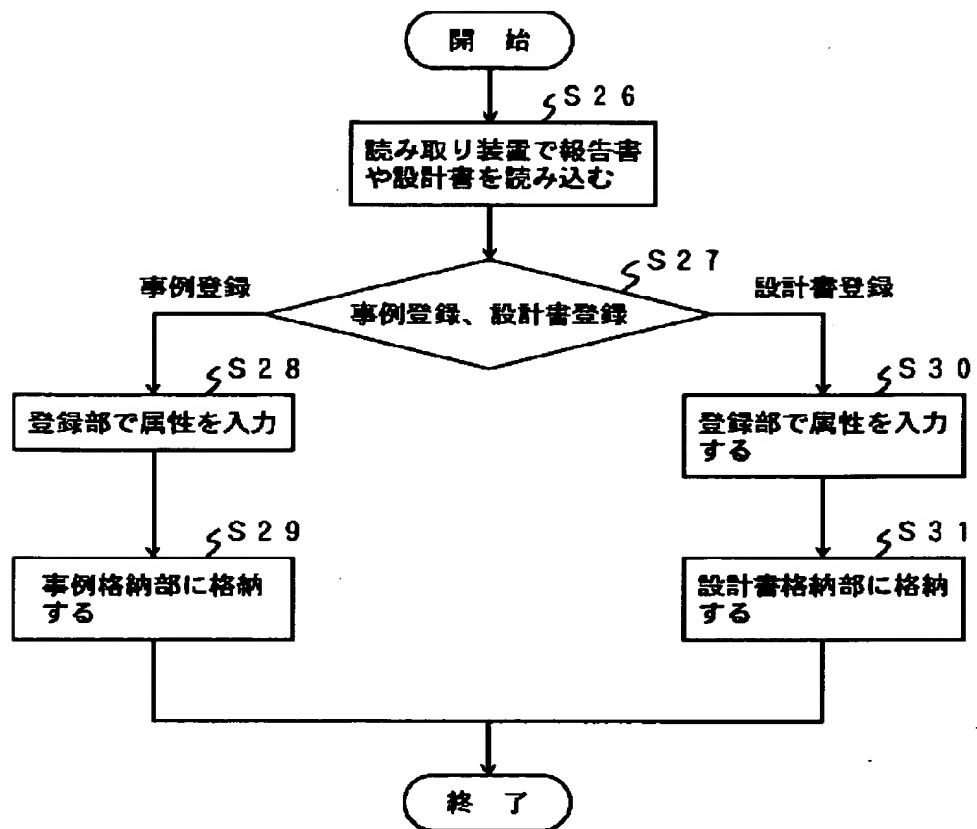 開 始
S26
読み取り装置で報告書
や設計書を読み込む
S27
事例登録
事例登録、設計書登録
設計書登録
S28
登録部で属性を入力
S30
登録部で属性を入力
する
S29
事例格納部に格納
する
S31
設計書格納部に格納
する
終 了